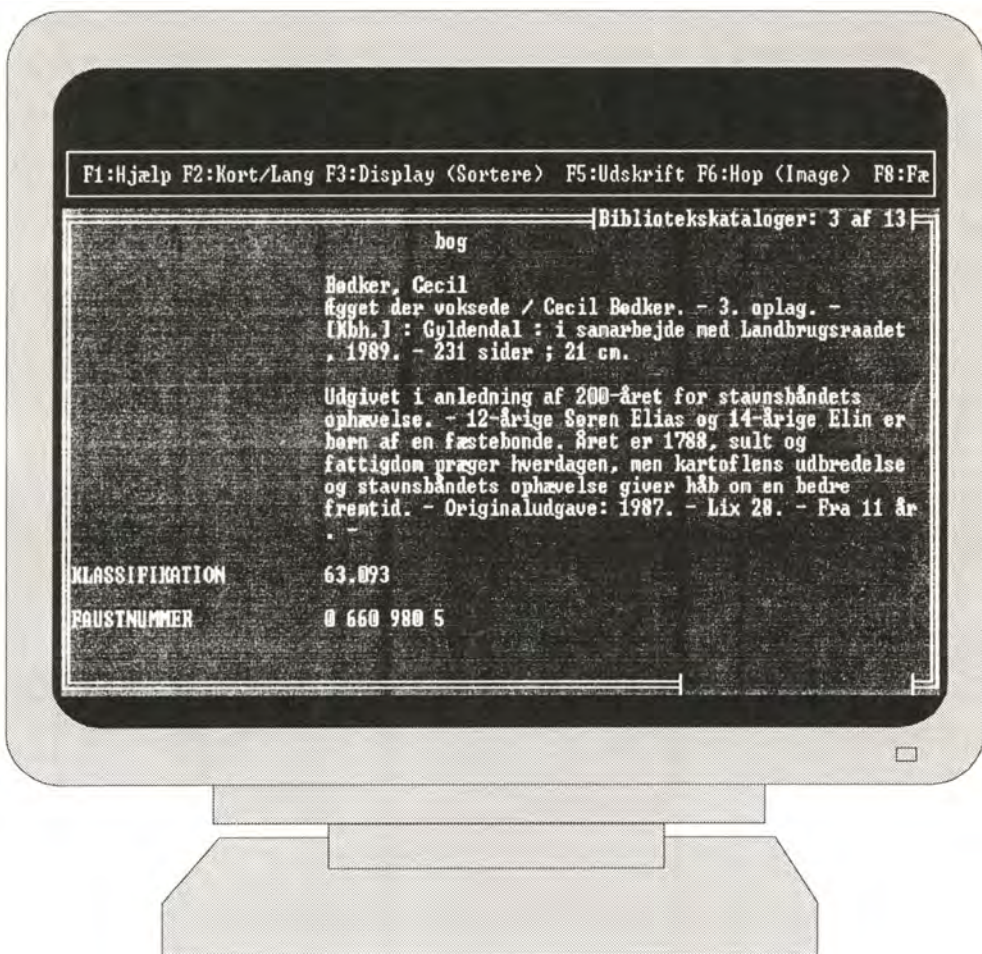 F1:Hjælp F2:Kort/Lang F3:Display (Sortere) F5:Udskrift F6:Hop (Image) F8:Fæ
Bibliotekskataloger: 3 af 13
bog
Bødker, Cecil
Ægget der voksede / Cecil Bødker. - 3. oplag. -
[Kbh.] : Gyldendal : i samarbejde med Landbrugsraadet
, 1989. - 231 sider ; 21 cm.
Udgivet i anledning af 200-året for stavnsbåndets
ophævelse. - 12-årige Søren Elias og 14-årige Elin er
børn af en fæstebonde. Året er 1788, sult og
fattigdom præger hverdagen, men kartoflens udbredelse
og stavnsbåndets ophævelse giver håb om en bedre
fremtid. - Originaludgave: 1987. - Lix 28. - Fra 11 år
. -
KLASSIFIKATION 63.093
FAUSTNUMMER 0 660 980 5